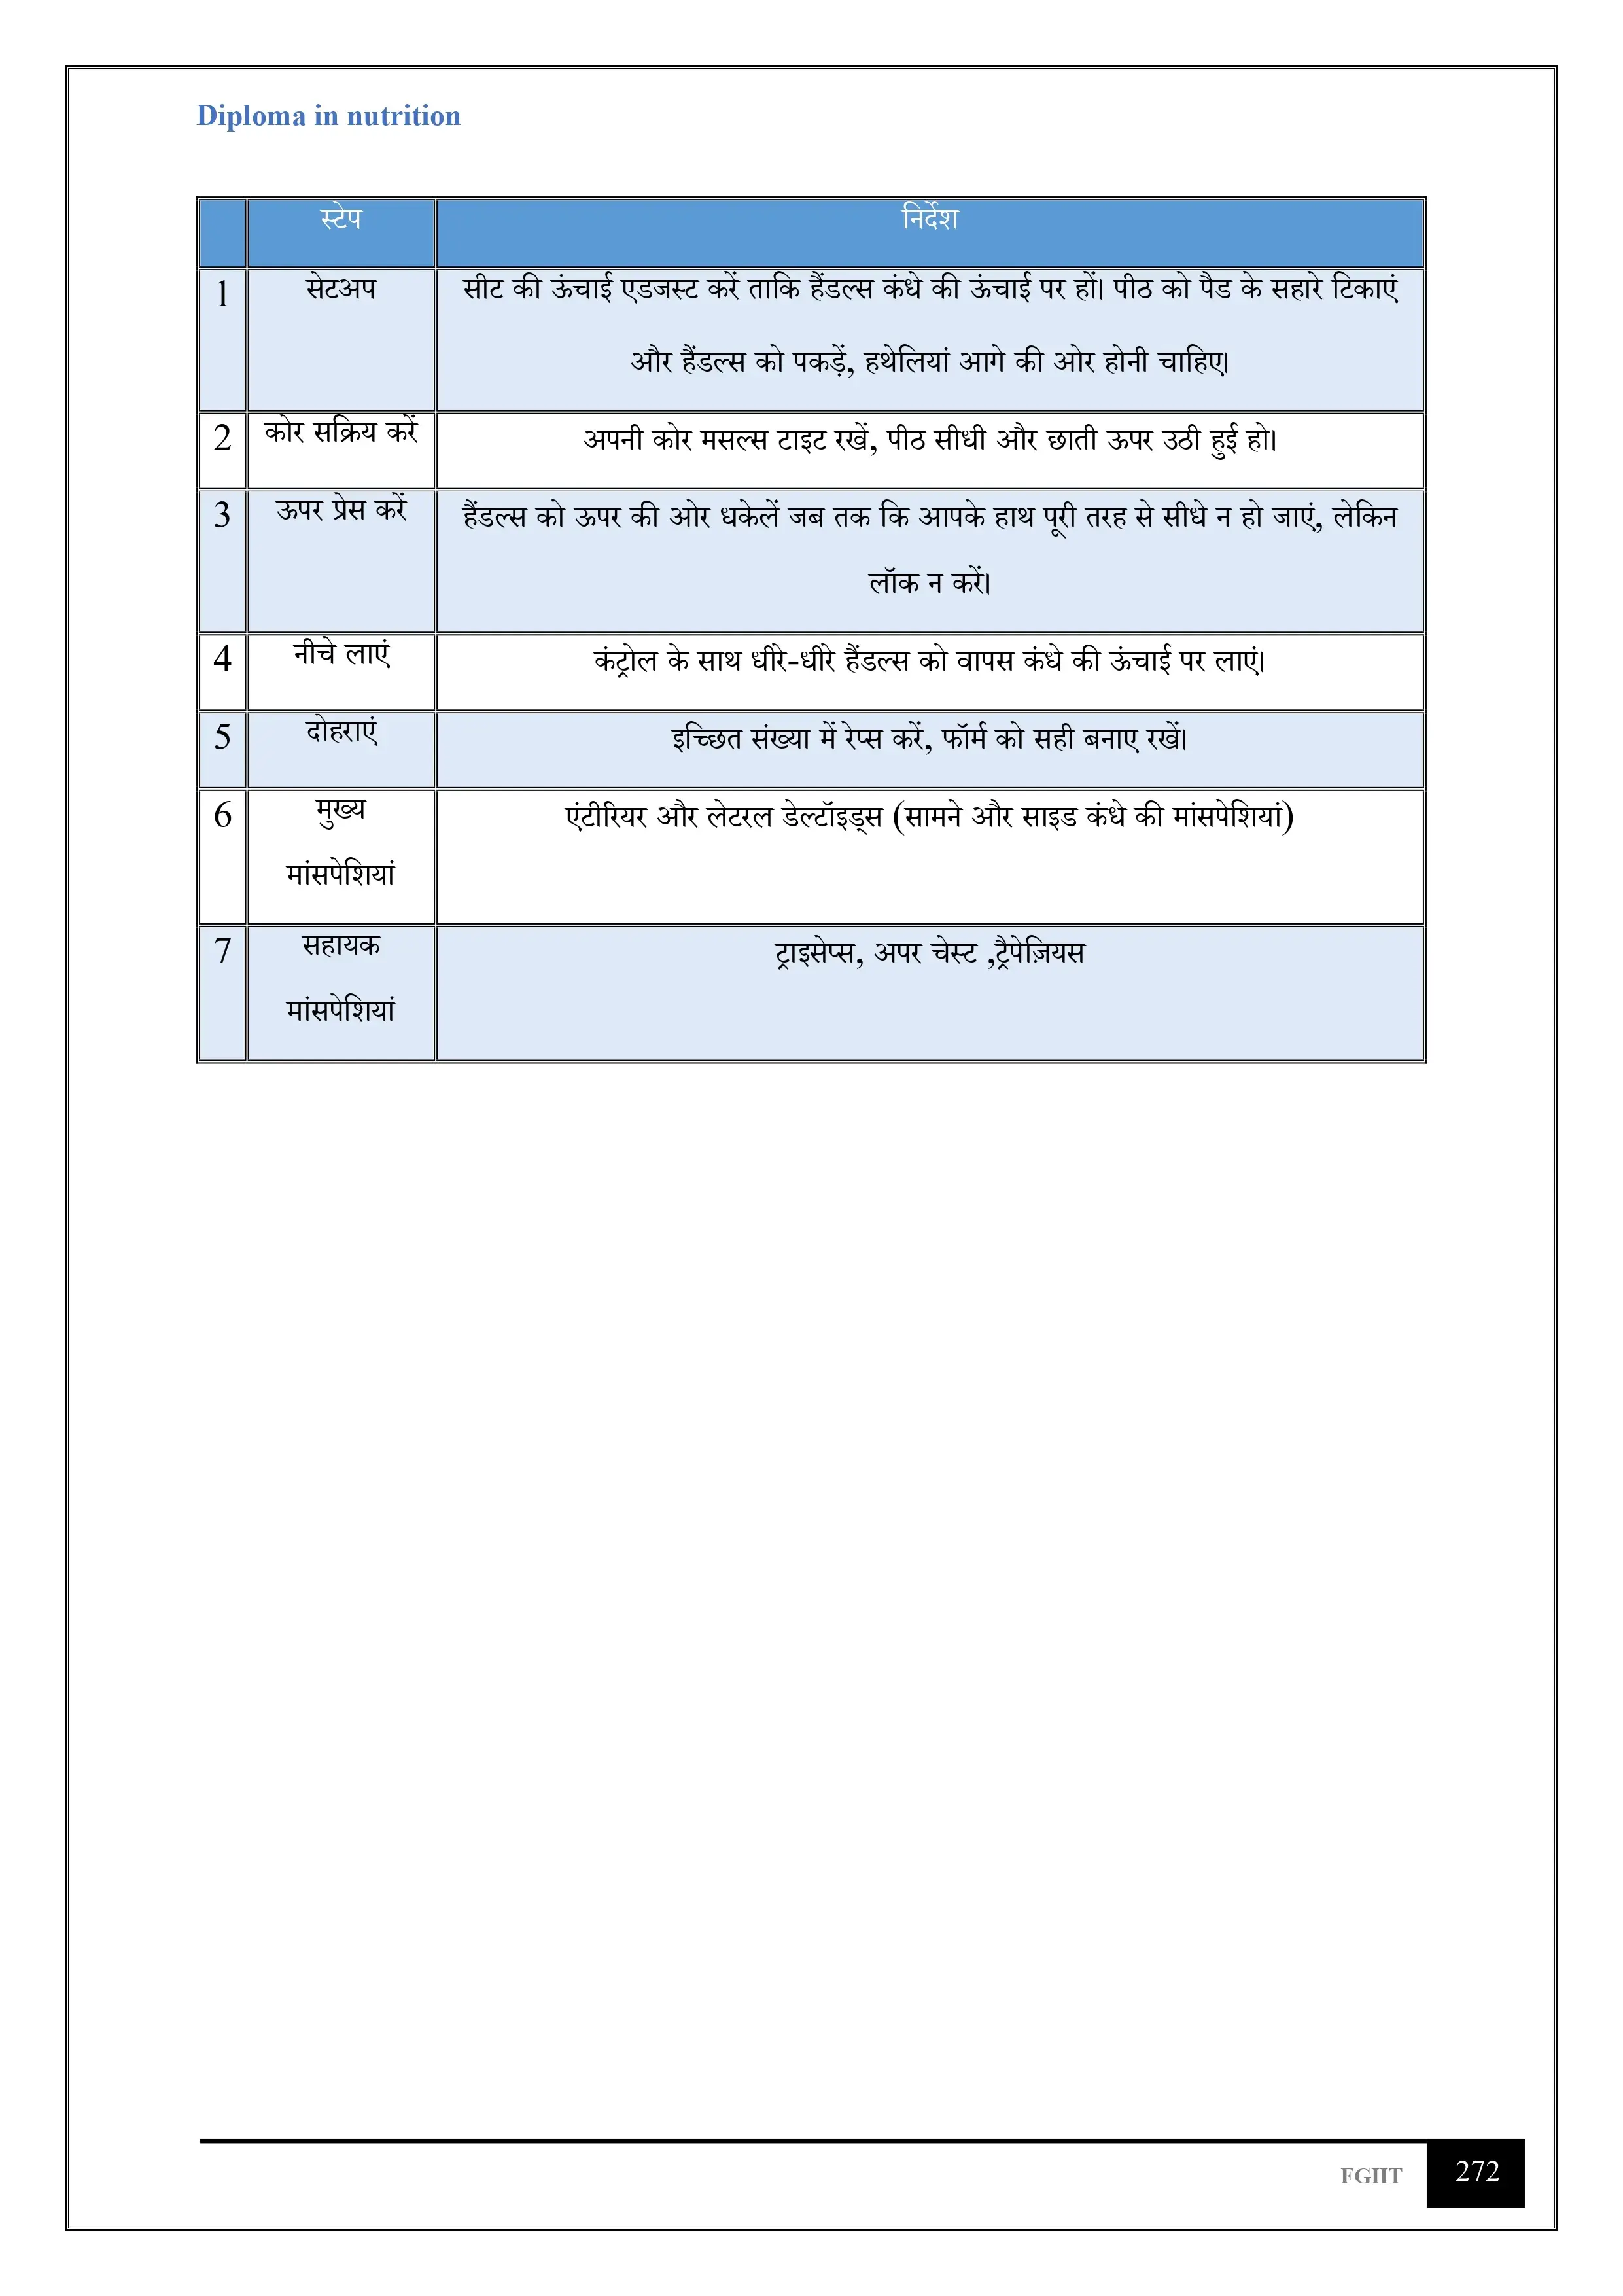 Diploma in nutrition
स्टेप निर्देश
1 सेटअप सीट की ऊंचाई एडजस्ट करें ताकि हैंडल्स कंधे की ऊंचाई पर हों। पीठ को पैड के सहारे टिकाएं
और हैंडल्स को पकड़ें, हथेलियां आगे की ओर होनी चाहिए।
2 कोर सक्रिय करें अपनी कोर मसल्स टाइट रखें, पीठ सीधी और छाती ऊपर उठी हुई हो।
3 ऊपर प्रेस करें हैंडल्स को ऊपर की ओर धकेलें जब तक कि आपके हाथ पूरी तरह से सीधे न हो जाएं, लेकिन
लॉक न करें।
4 नीचे लाएं कंट्रोल के साथ धीरे-धीरे हैंडल्स को वापस कंधे की ऊंचाई पर लाएं।
5 दोहराएं इच्छित संख्या में रेप्स करें, फॉर्म को सही बनाए रखें।
6 मुख्य एंटीरियर और लेटरल डेल्टॉइड्स (सामने और साइड कंधे की मांसपेशियां)
मांसपेशियां
7 सहायक ट्राइसेप्स, अपर चेस्ट ,ट्रैपेज़ियस
मांसपेशियां
FGIIT 272